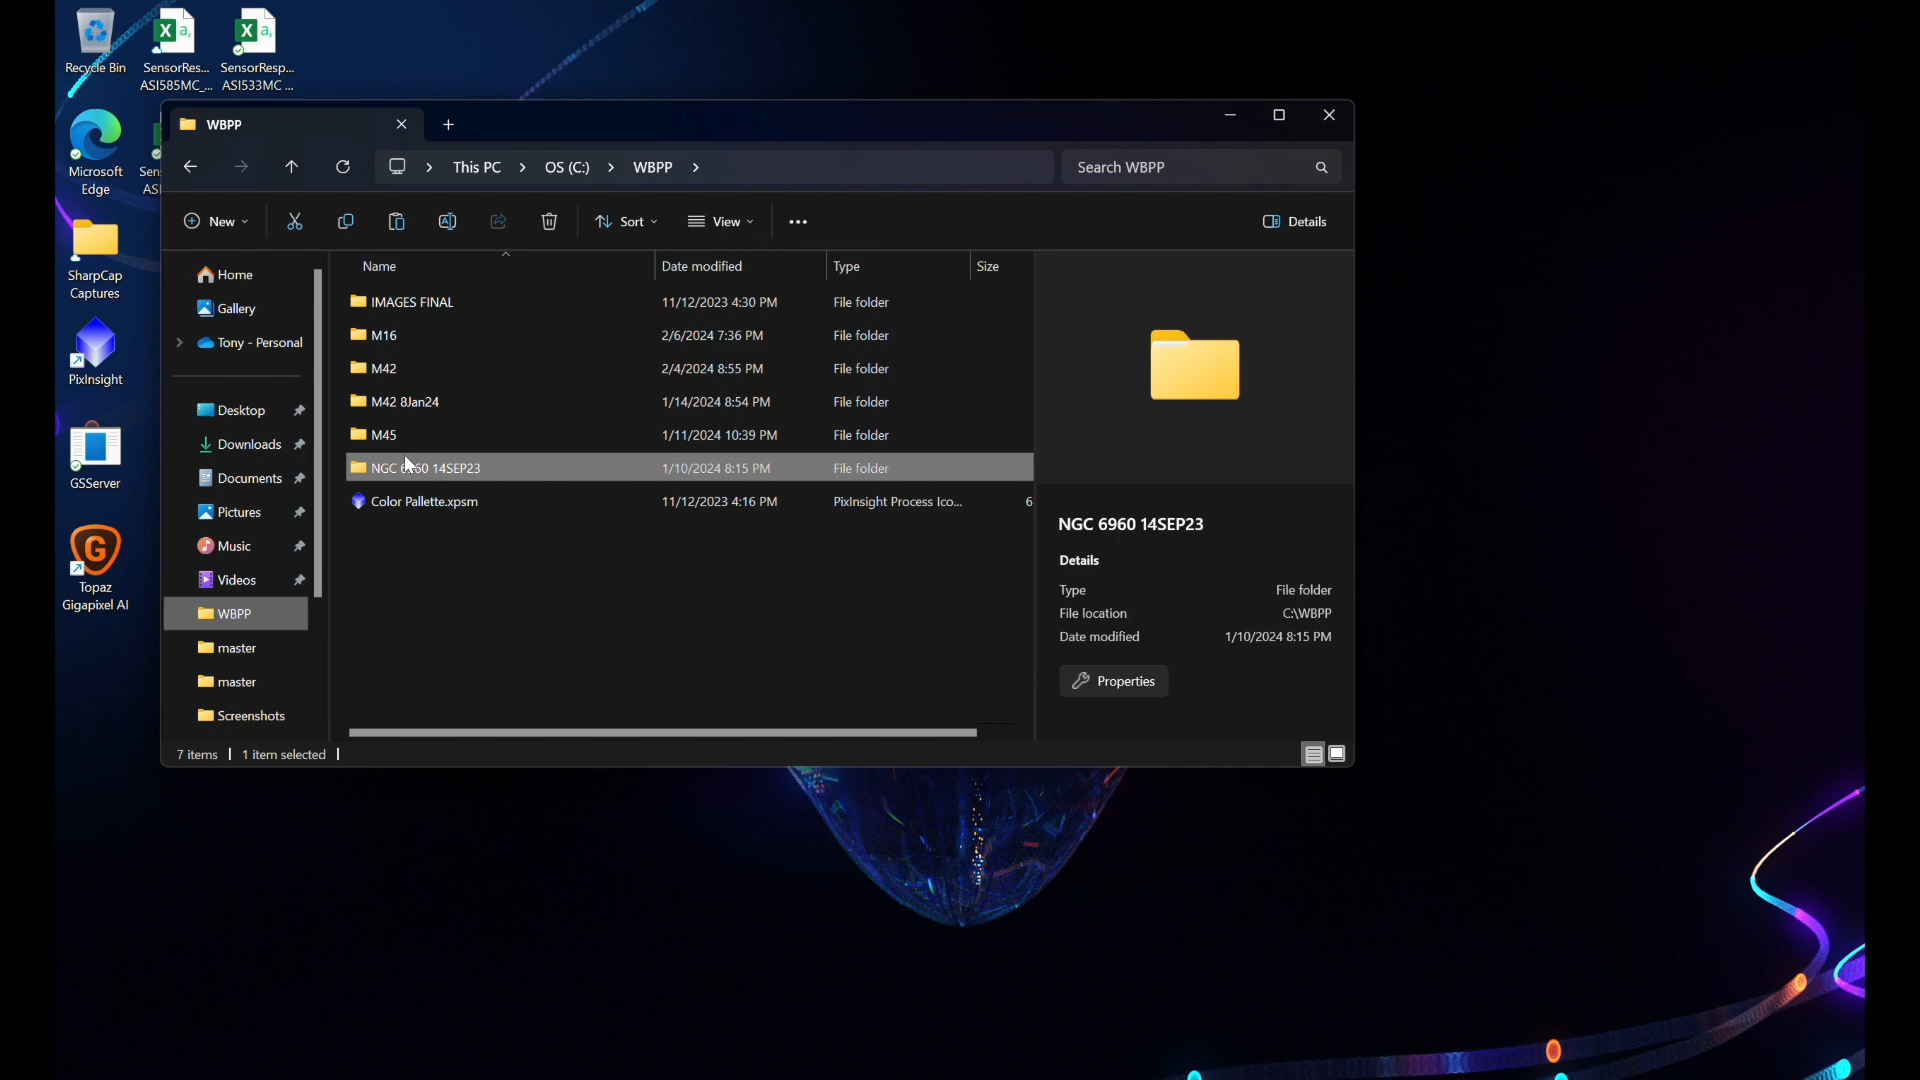 Recycle Bin
SensorRes...
ASI585MC_...
SensorResp...
ASI533MC ...
Microsoft
Edge
SharpCap
Captures
PixInsight
GSServer
Topaz
Gigapixel AI
WBPP
This PC
OS (C:)
WBPP
Search WBPP
New
Sort
View
Details
Home
Gallery
Tony - Personal
Desktop
Downloads
Documents
Pictures
Music
Videos
WBPP
master
master
Screenshots
Name Date modified Type Size
IMAGES FINAL 11/12/2023 4:30 PM File folder
M16 2/6/2024 7:36 PM File folder
M42 2/4/2024 8:55 PM File folder
M42 8Jan24 1/14/2024 8:54 PM File folder
M45 1/11/2024 10:39 PM File folder
NGC 6960 14SEP23 1/10/2024 8:15 PM File folder
Color Pallette.xpsm 11/12/2023 4:16 PM PixInsight Process Ico... 6
NGC 6960 14SEP23
Details
Type File folder
File location C:\WBPP
Date modified 1/10/2024 8:15 PM
Properties
7 items 1 item selected